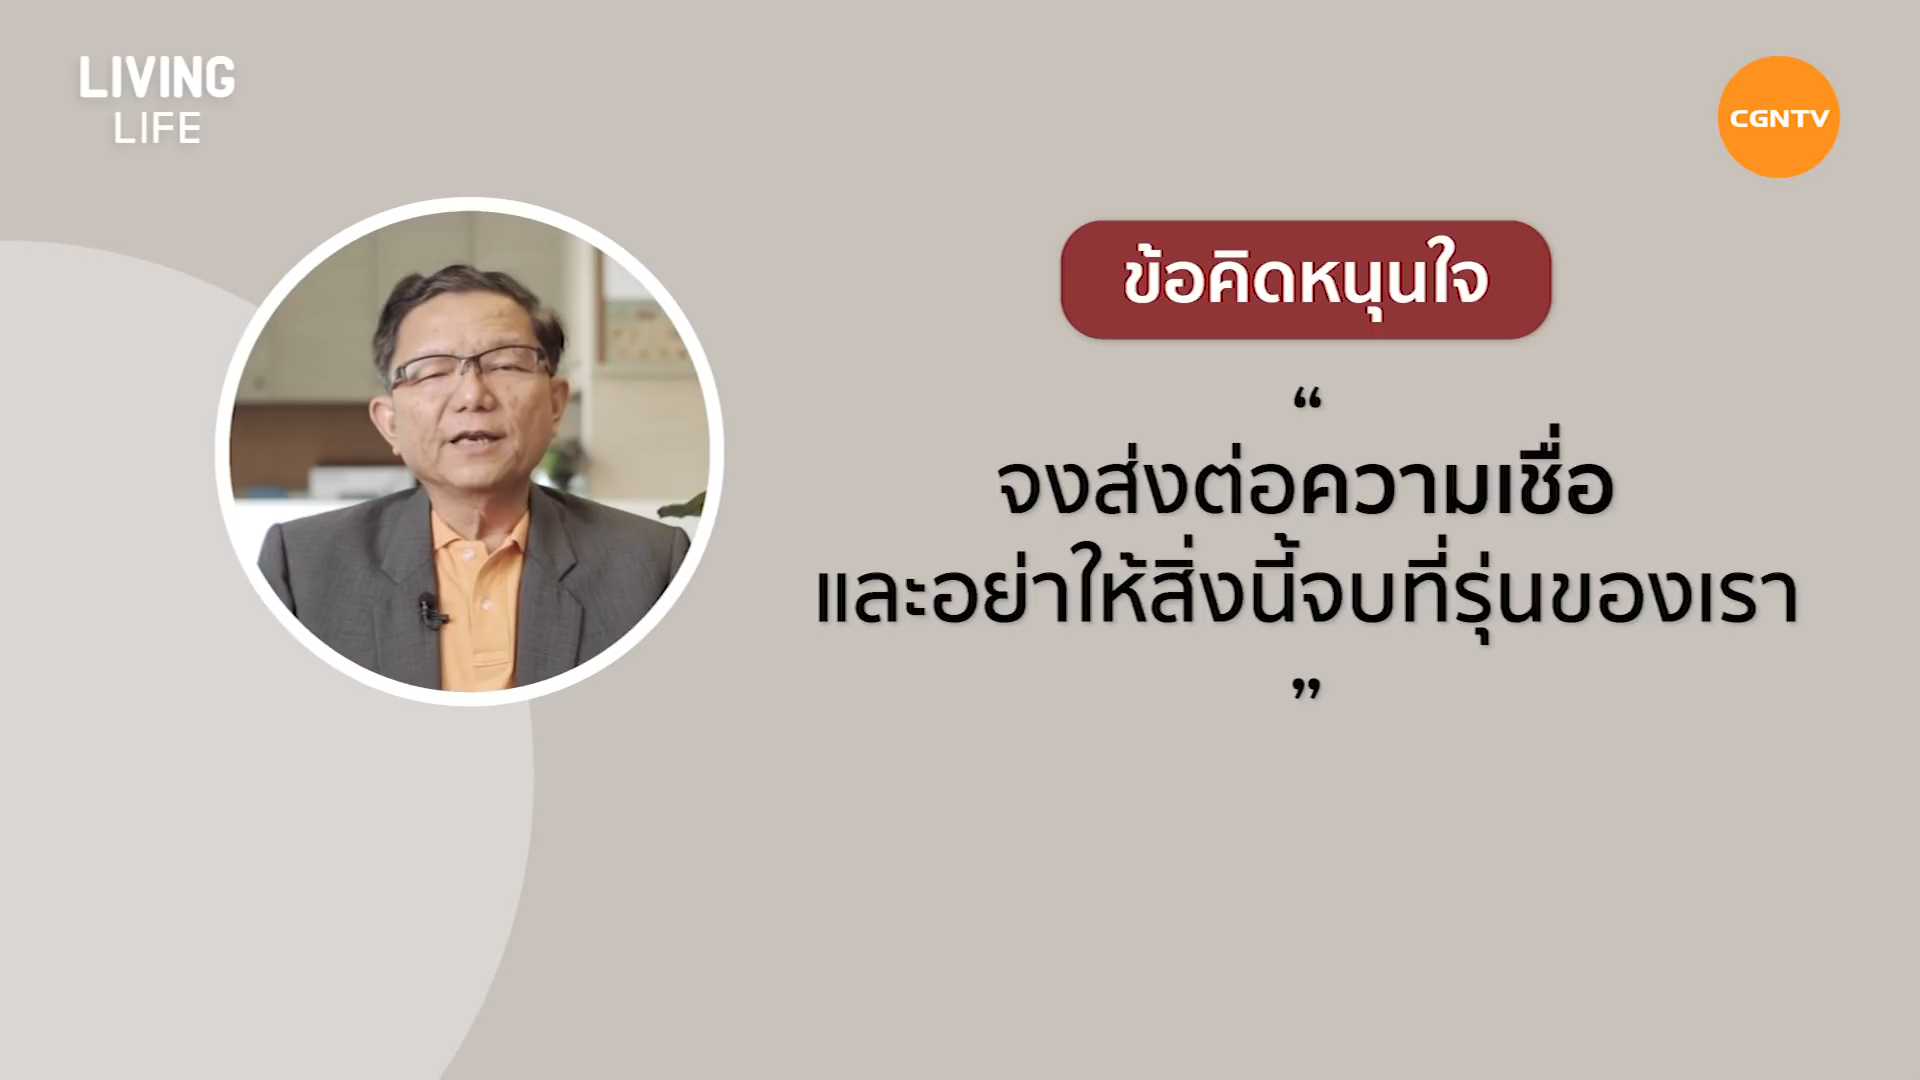 LIVING
LIFE
CGNTV
ข้อคิดหนุนใจ
“
จงส่งต่อความเชื่อ
และอย่าให้สิ่งนี้จบที่รุ่นของเรา
”